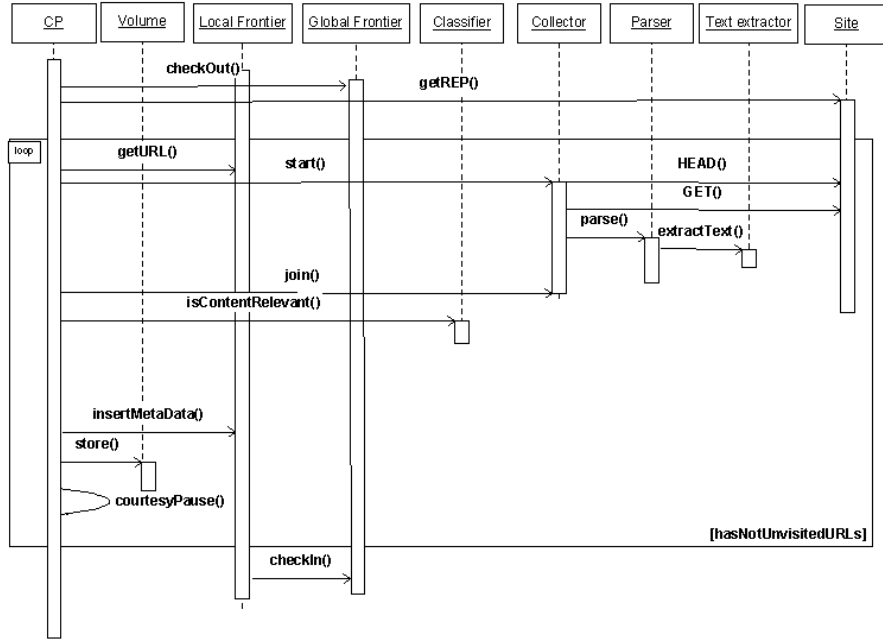 CP
Volume
Local Frontier
Global Frontier
Classifier
Collector
Parser
Text extractor
Site
checkOut()
getREP()
loop
getURL()
start()
HEAD()
GET()
parse()
extractText()
join()
isContentRelevant()
insertMetaData()
store()
courtesyPause()
[hasNotUnvisitedURLs]
checkIn()